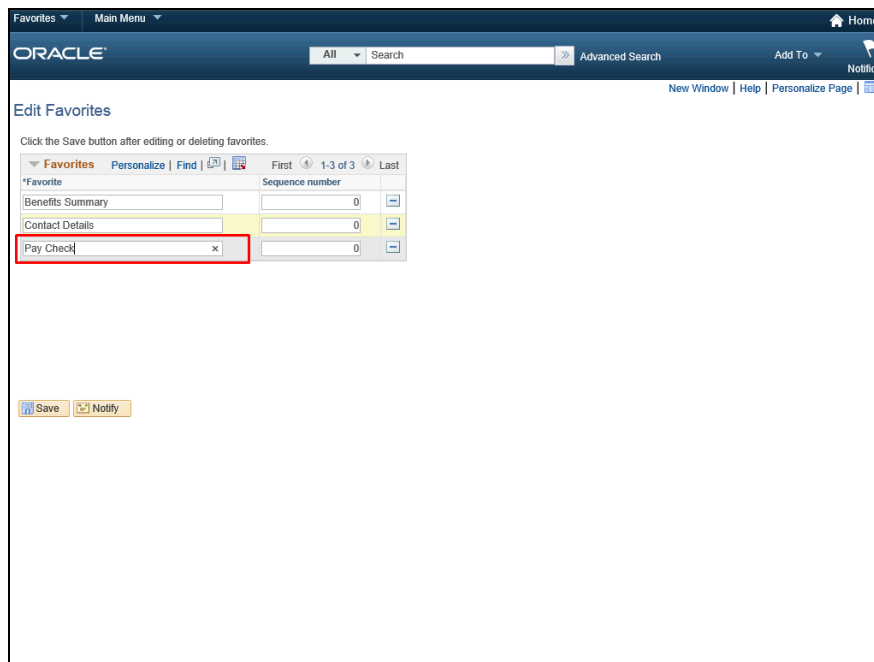 Favorites Main Menu Home
ORACLE All Search Advanced Search Add To
Notific
New Window | Help | Personalize Page |
Edit Favorites
Click the Save button after editing or deleting favorites.
Favorites Personalize | Find | | First 1-3 of 3 Last
*Favorite Sequence number
Benefits Summary 0
Contact Details 0
Pay Check 0
Save Notify